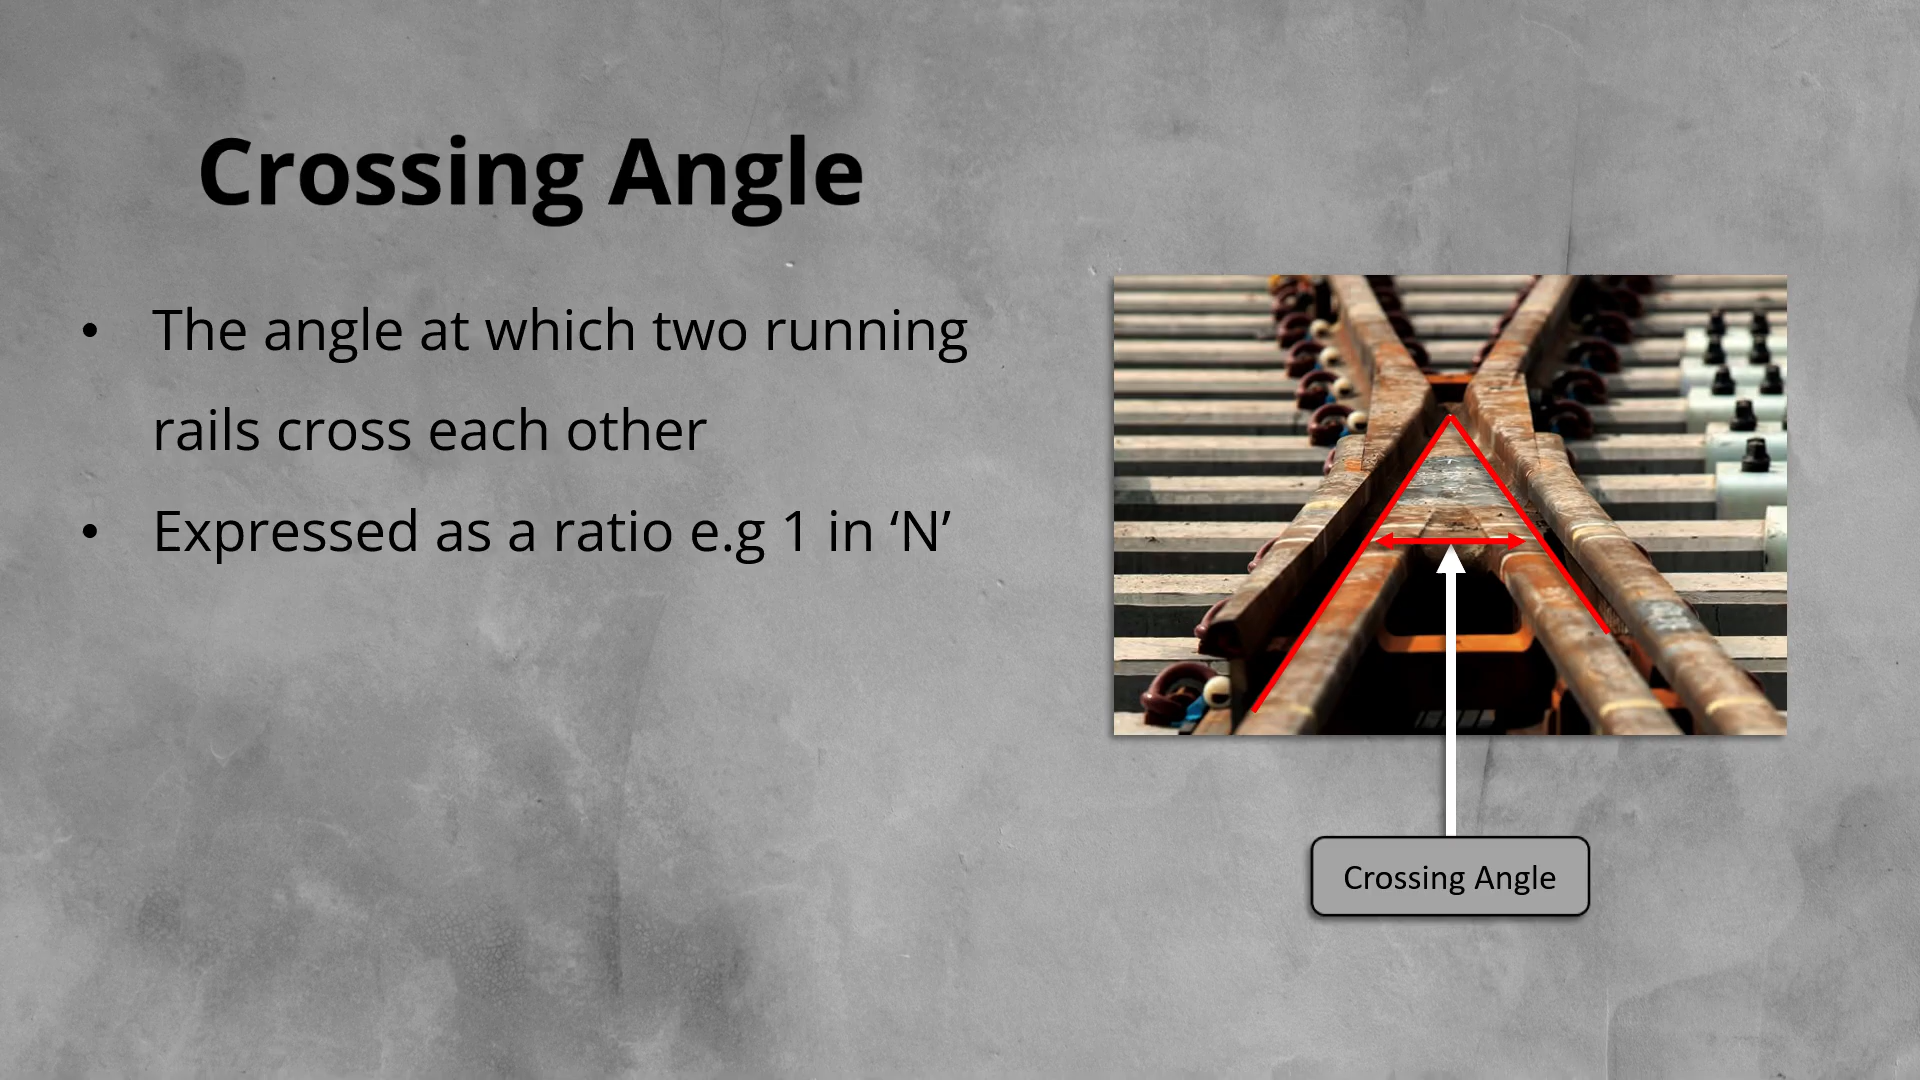 Crossing Angle
• The angle at which two running
rails cross each other
• Expressed as a ratio e.g 1 in ‘N’
Crossing Angle